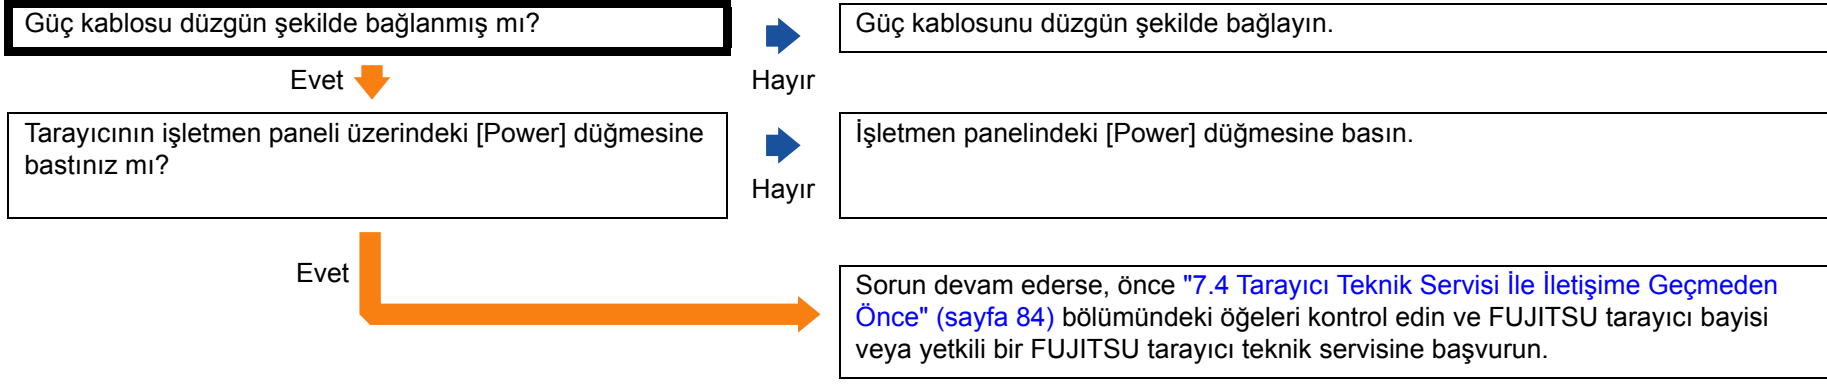 Güç kablosu düzgün şekilde bağlanmış mı?
Güç kablosunu düzgün şekilde bağlayın.
Evet
Hayır
Tarayıcının işletmen paneli üzerindeki [Power] düğmesine
bastınız mı?
İşletmen panelindeki [Power] düğmesine basın.
Hayır
Evet
Sorun devam ederse, önce "7.4 Tarayıcı Teknik Servisi İle İletişime Geçmeden
Önce" (sayfa 84) bölümündeki öğeleri kontrol edin ve FUJITSU tarayıcı bayisi
veya yetkili bir FUJITSU tarayıcı teknik servisine başvurun.